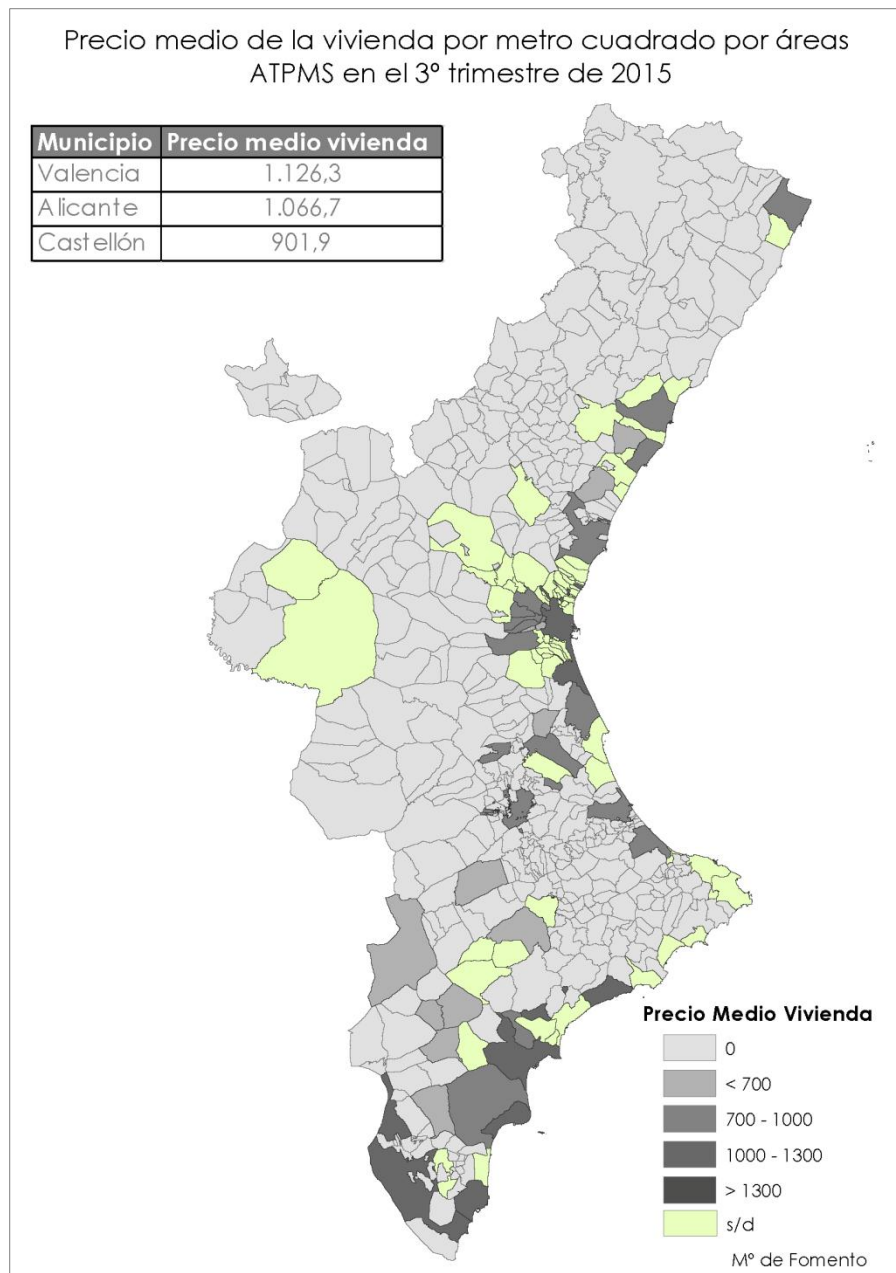 Precio medio de la vivienda por metro cuadrado por áreas
ATPMS en el 3º trimestre de 2015
Municipio Precio medio vivienda
Valencia 1.126,3
Alicante 1.066,7
Castellón 901,9
Precio Medio Vivienda
0
< 700
700 - 1000
1000 - 1300
> 1300
s/d
Mº de Fomento